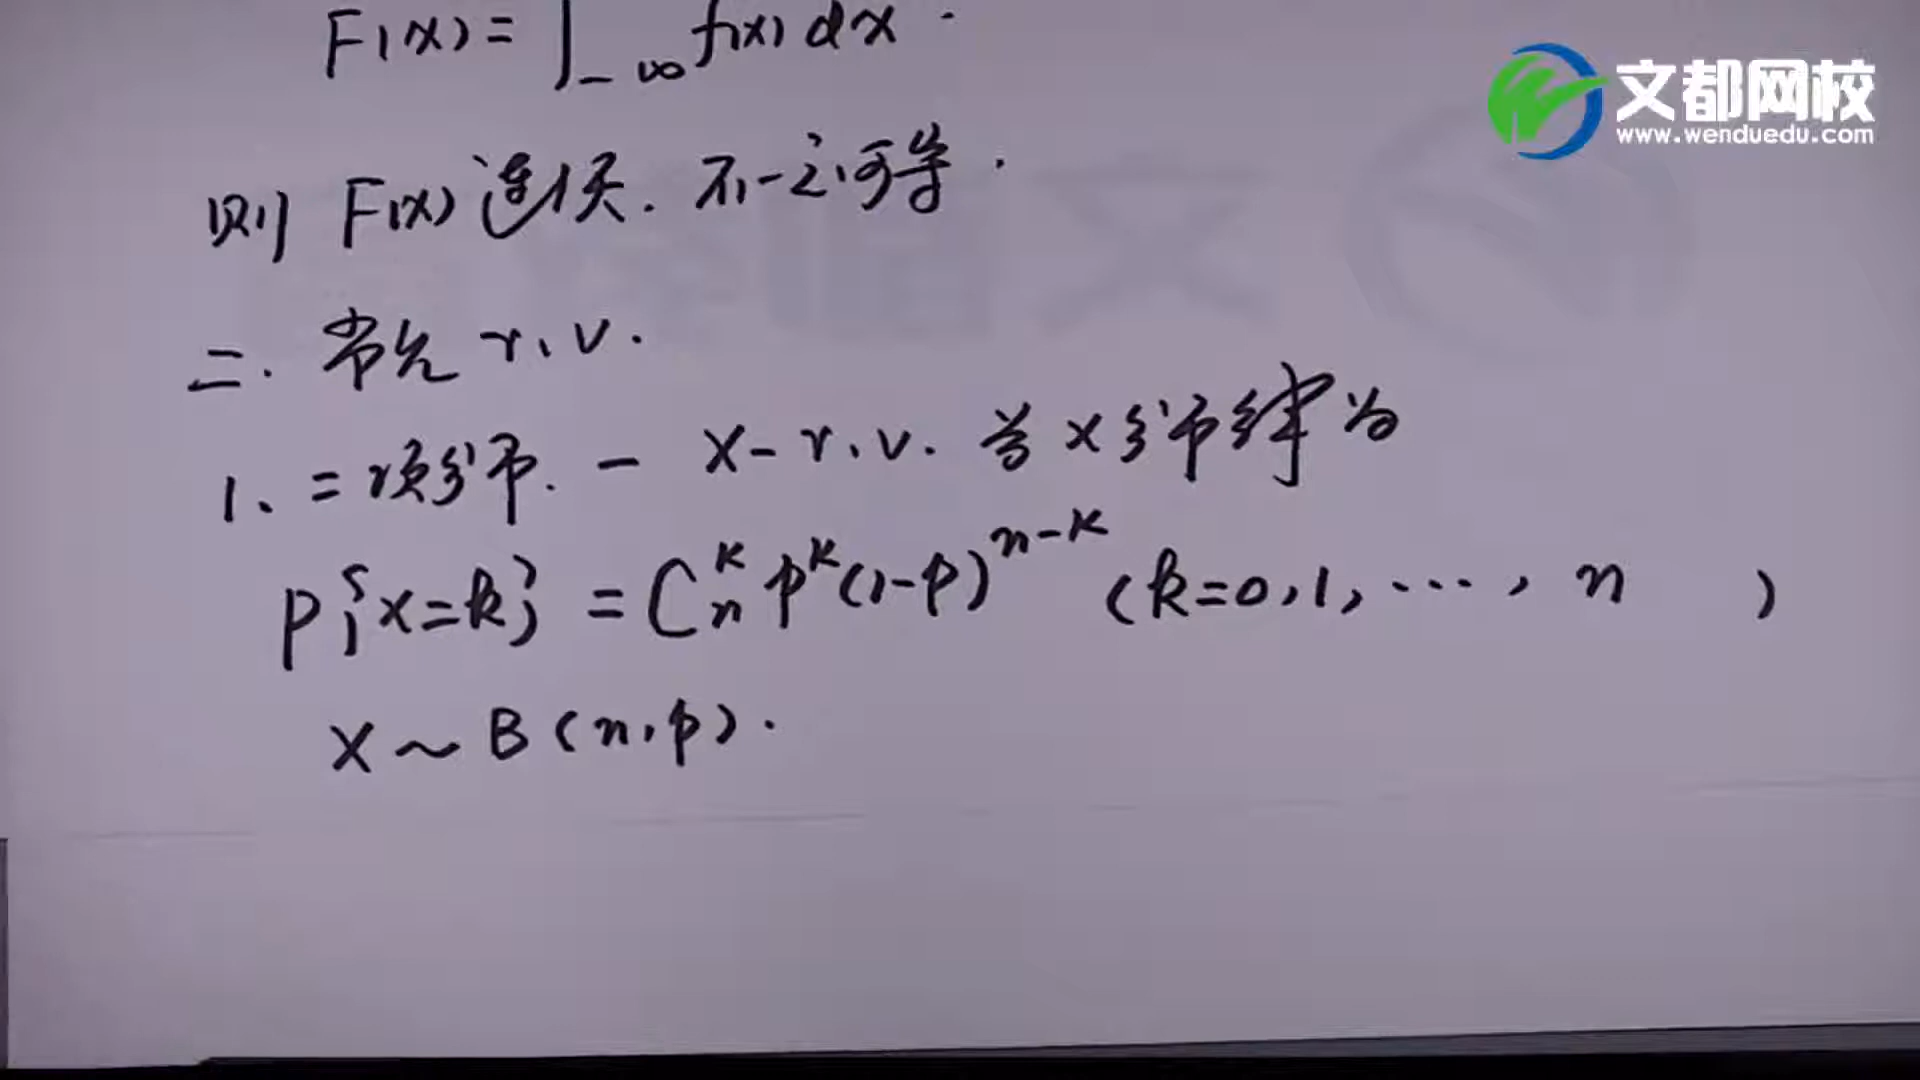 F(x) = ∫_{-∞} f(x) dx .
文都网校
www.wenduedu.com
则 F(x) 连续. 不一定可导.
二. 常见 r.v.
1、二项分布. — X-r.v. 若 X 分布律为
P{X=k} = C_n^k p^k (1-p)^{n-k} (k=0,1,⋯, n )
X ~ B(n,p).